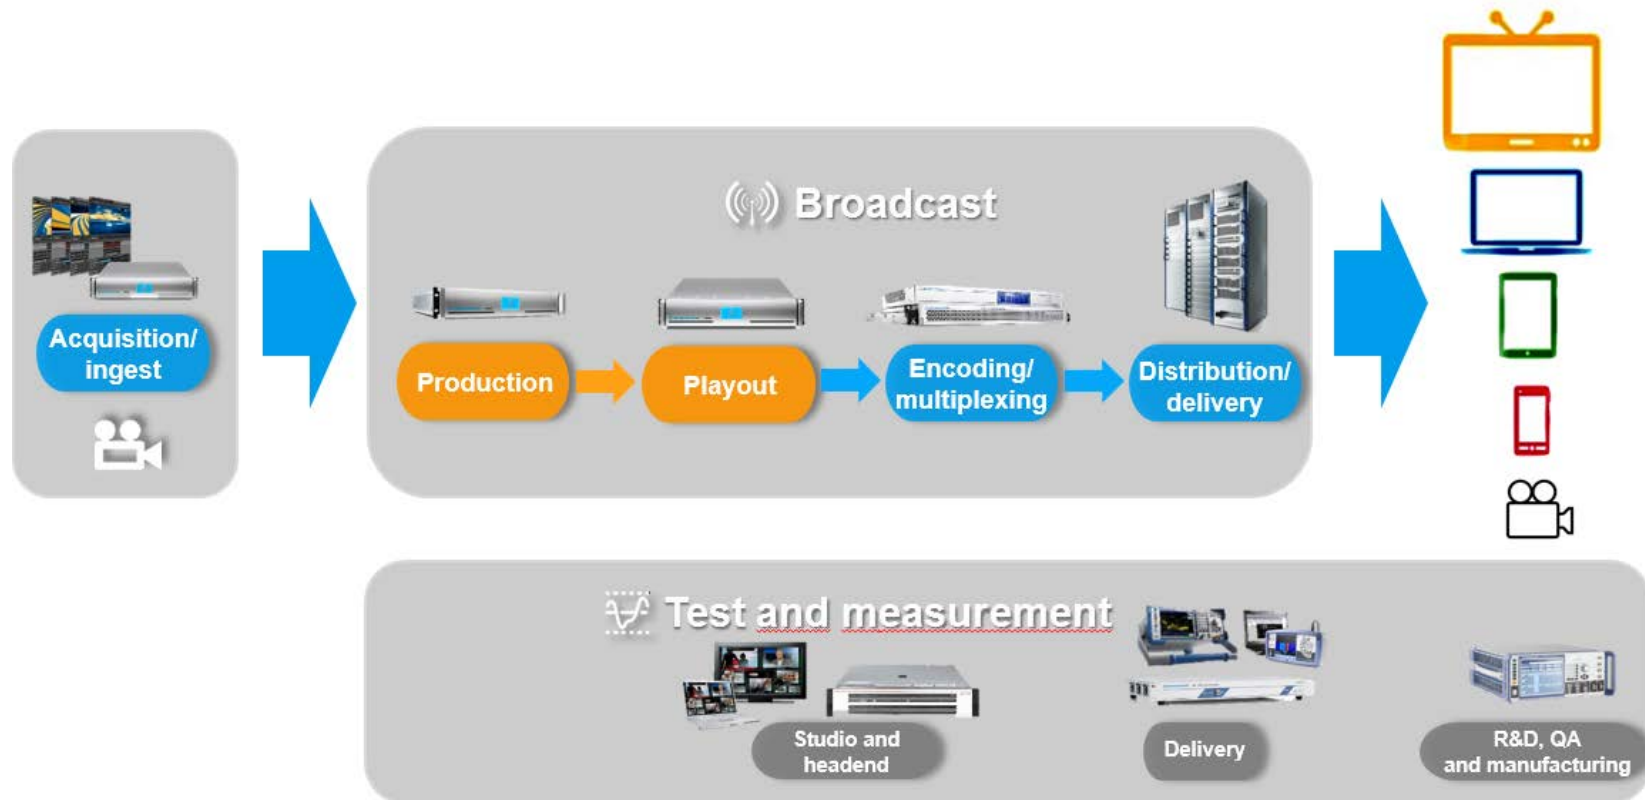 Broadcast
Acquisition/
ingest
Production
Playout
Encoding/
multiplexing
Distribution/
delivery
Test and measurement
Studio and
headend
Delivery
R&D, QA
and manufacturing